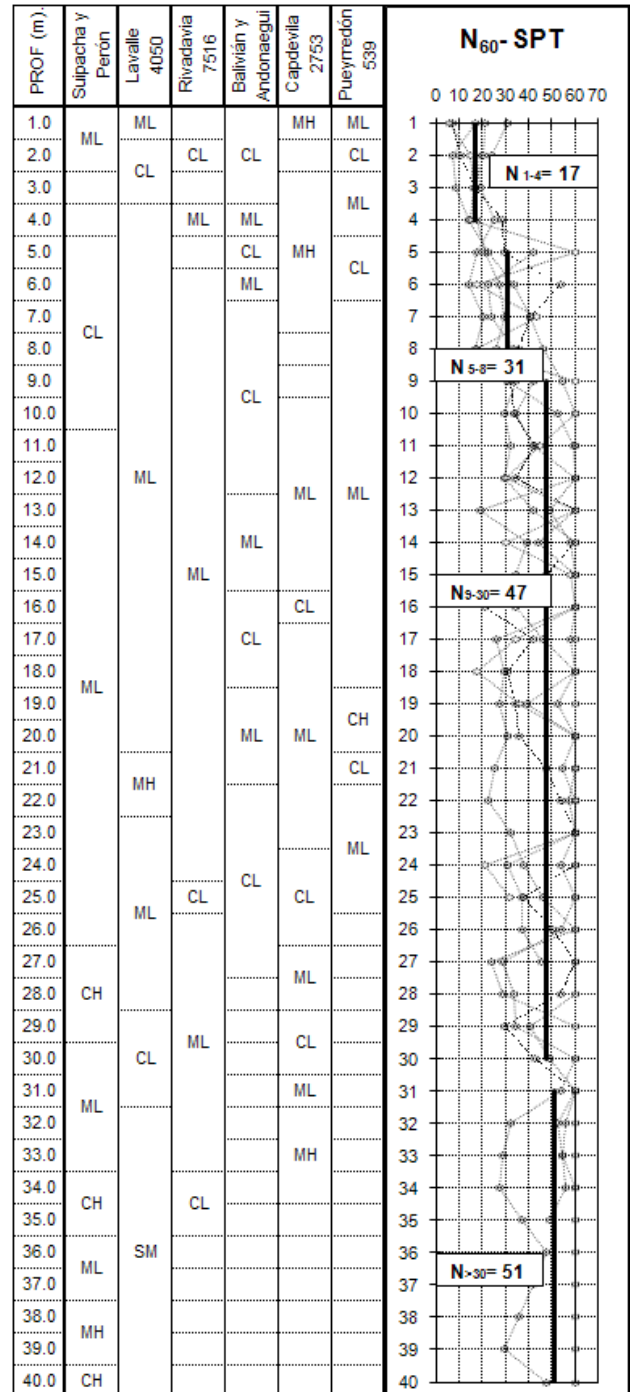 PROF (m).
Suipacha y
Perón
Lavalle
4050
Rivadavia
7516
Balivián y
Andonaegui
Capdevila
2753
Pueyrredón
539
N60- SPT
0 10 20 30 40 50 60 70
1.0 ML MH ML 1
ML
2.0 CL CL CL 2
CL
N 1-4= 17
3.0 3
ML
4.0 ML ML 4
5.0 CL MH 5
CL
6.0 ML 6
7.0 7
CL
8.0 8
N 5-8= 31
9.0 9
CL
10.0 10
11.0 11
12.0 ML 12
13.0 ML ML 13
14.0 ML 14
15.0 ML 15
N9-30= 47
16.0 CL 16
17.0 CL 17
18.0 18
ML
19.0 19
CH
20.0 ML ML 20
21.0 CL 21
MH
22.0 22
23.0 23
ML
24.0 24
CL
25.0 CL CL 25
ML
26.0 26
27.0 27
ML
28.0 CH 28
29.0 29
ML CL
30.0 CL 30
31.0 ML 31
ML
32.0 32
33.0 MH 33
34.0 34
CH CL
35.0 35
36.0 SM 36
ML
N>30= 51
37.0 37
38.0 38
MH
39.0 39
40.0 CH 40